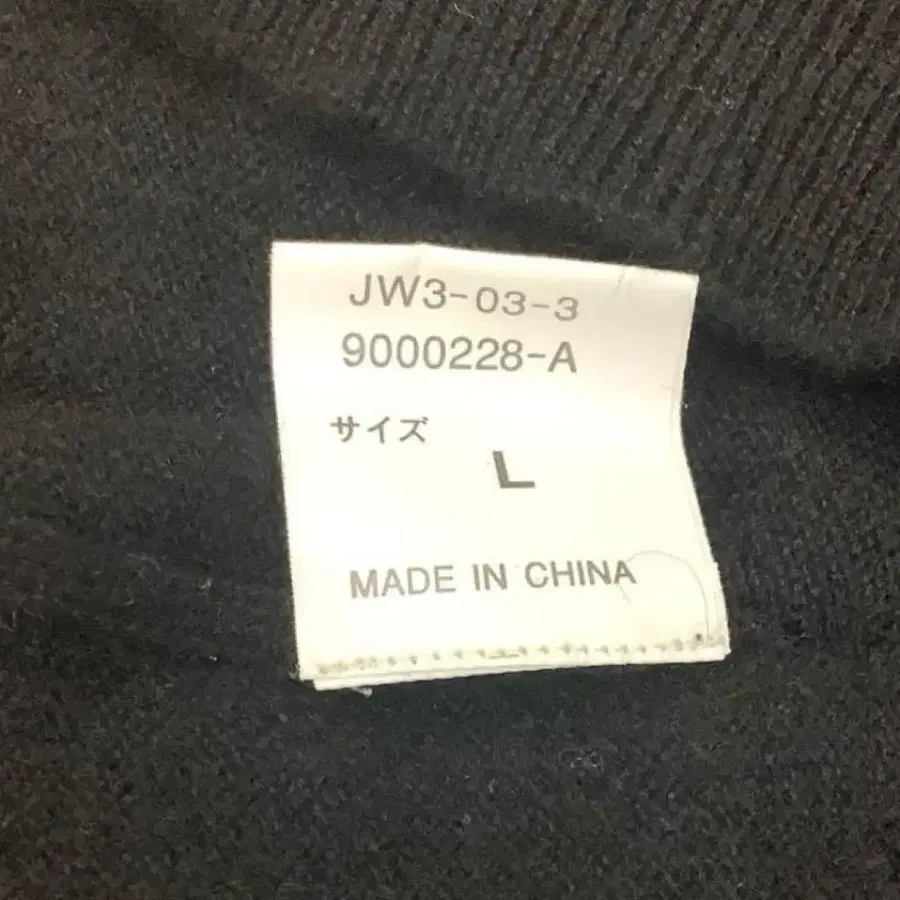 JW3-03-3
9000228-A
サイズ
L
MADE IN CHINA